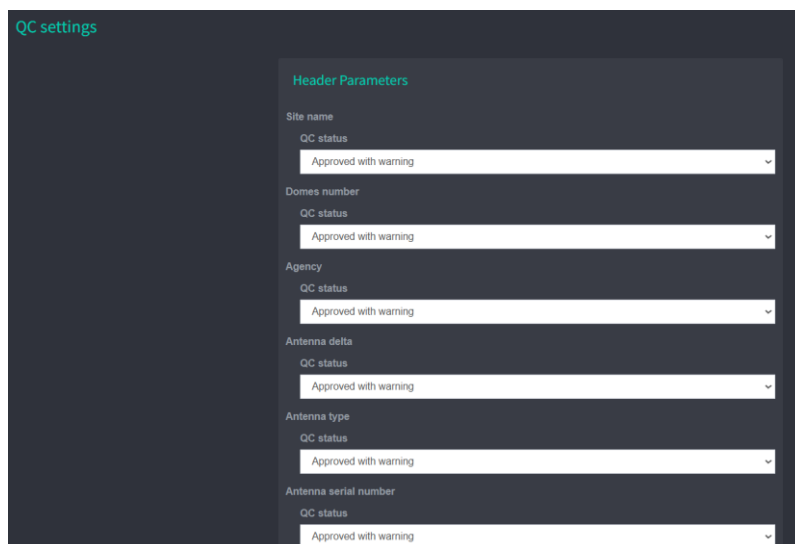 QC settings
Header Parameters
Site name
QC status
Approved with warning
Domes number
QC status
Approved with warning
Agency
QC status
Approved with warning
Antenna delta
QC status
Approved with warning
Antenna type
QC status
Approved with warning
Antenna serial number
QC status
Approved with warning